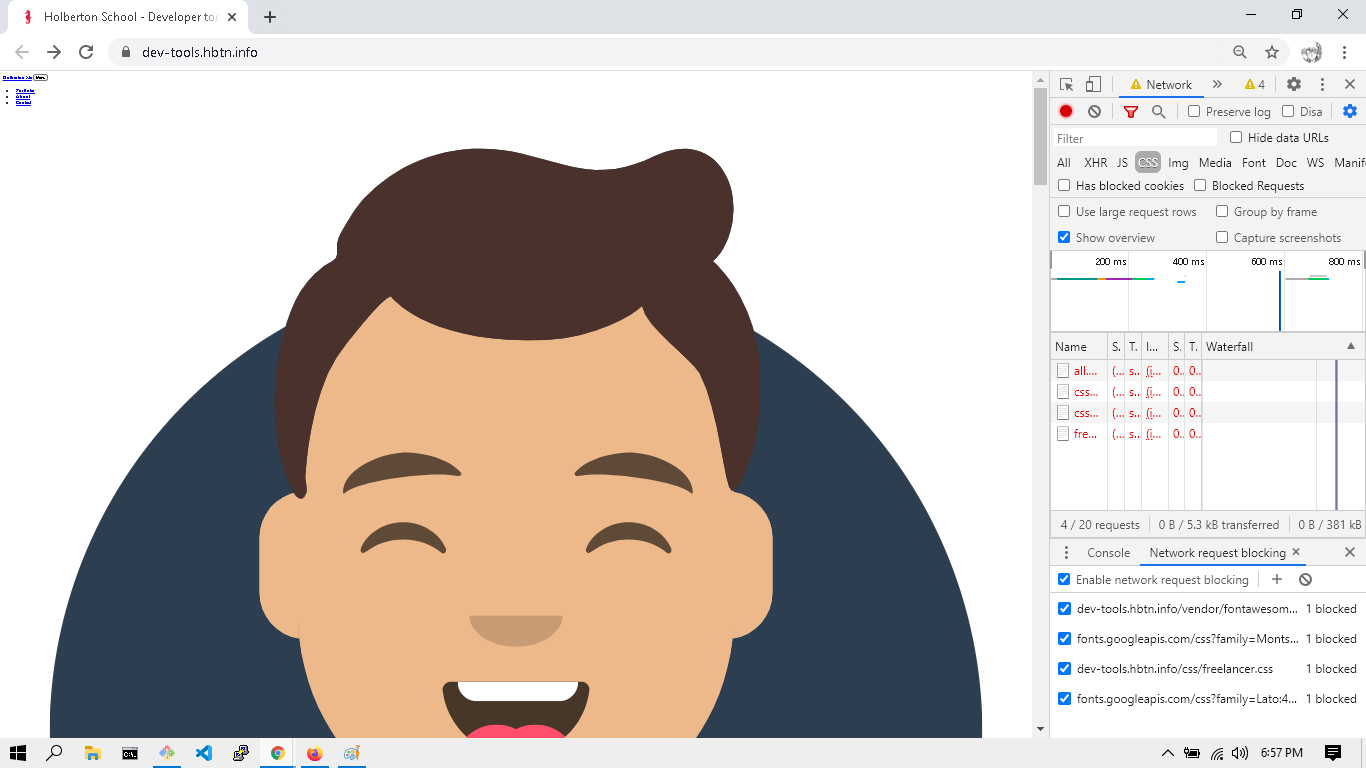 Holberton School - Developer too
dev-tools.hbtn.info
Portfolio
About
Contact
Network
4
Preserve log
Disa
Filter
Hide data URLs
All XHR JS CSS Img Media Font Doc WS Manif
Has blocked cookies
Blocked Requests
Use large request rows
Group by frame
Show overview
Capture screenshots
200 ms 400 ms 600 ms 800 ms
Name S. T. I... S. T. Waterfall
all.... (... s... (i... 0.. 0..
css... (... s... (i... 0.. 0..
css... (... s... (i... 0.. 0..
fre... (... s... (i... 0.. 0..
4 / 20 requests 0 B / 5.3 kB transferred 0 B / 381 kB
Console Network request blocking
Enable network request blocking
dev-tools.hbtn.info/vendor/fontawesom... 1 blocked
fonts.googleapis.com/css?family=Monts... 1 blocked
dev-tools.hbtn.info/css/freelancer.css 1 blocked
fonts.googleapis.com/css?family=Lato:4... 1 blocked
6:57 PM